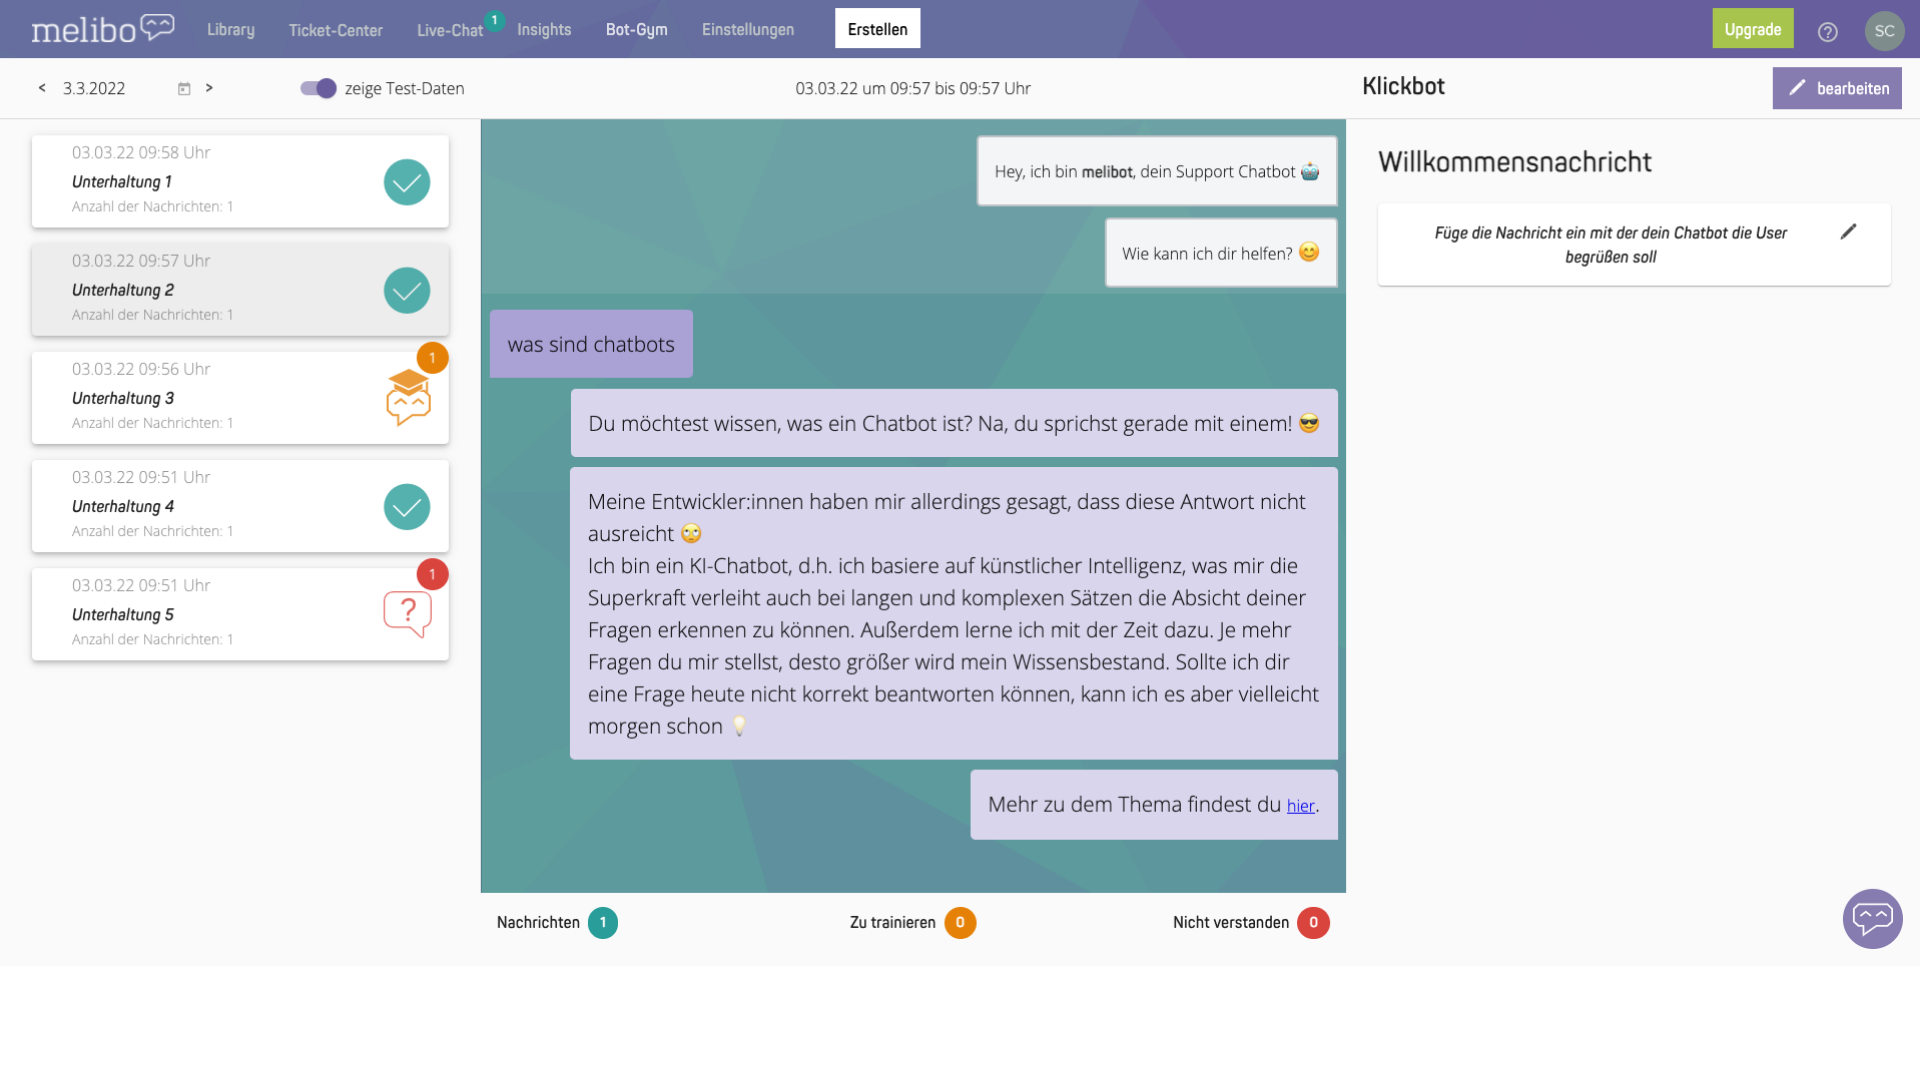 melibo
Library
Ticket-Center
Live-Chat
1
Insights
Bot-Gym
Einstellungen
Erstellen
Upgrade
?
SC
< 3.3.2022 >
zeige Test-Daten
03.03.22 um 09:57 bis 09:57 Uhr
Klickbot
bearbeiten
03.03.22 09:58 Uhr
Unterhaltung 1
Anzahl der Nachrichten: 1
03.03.22 09:57 Uhr
Unterhaltung 2
Anzahl der Nachrichten: 1
1
03.03.22 09:56 Uhr
Unterhaltung 3
Anzahl der Nachrichten: 1
03.03.22 09:51 Uhr
Unterhaltung 4
Anzahl der Nachrichten: 1
1
03.03.22 09:51 Uhr
Unterhaltung 5
?
Anzahl der Nachrichten: 1
Hey, ich bin melibot, dein Support Chatbot 🤖
Wie kann ich dir helfen? 😊
was sind chatbots
Du möchtest wissen, was ein Chatbot ist? Na, du sprichst gerade mit einem! 😎
Meine Entwickler:innen haben mir allerdings gesagt, dass diese Antwort nicht
ausreicht 🙄
Ich bin ein KI-Chatbot, d.h. ich basiere auf künstlicher Intelligenz, was mir die
Superkraft verleiht auch bei langen und komplexen Sätzen die Absicht deiner
Fragen erkennen zu können. Außerdem lerne ich mit der Zeit dazu. Je mehr
Fragen du mir stellst, desto größer wird mein Wissensbestand. Sollte ich dir
eine Frage heute nicht korrekt beantworten können, kann ich es aber vielleicht
morgen schon 💡
Mehr zu dem Thema findest du hier.
Nachrichten 1
Zu trainieren 0
Nicht verstanden 0
Willkommensnachricht
Füge die Nachricht ein mit der dein Chatbot die User
begrüßen soll